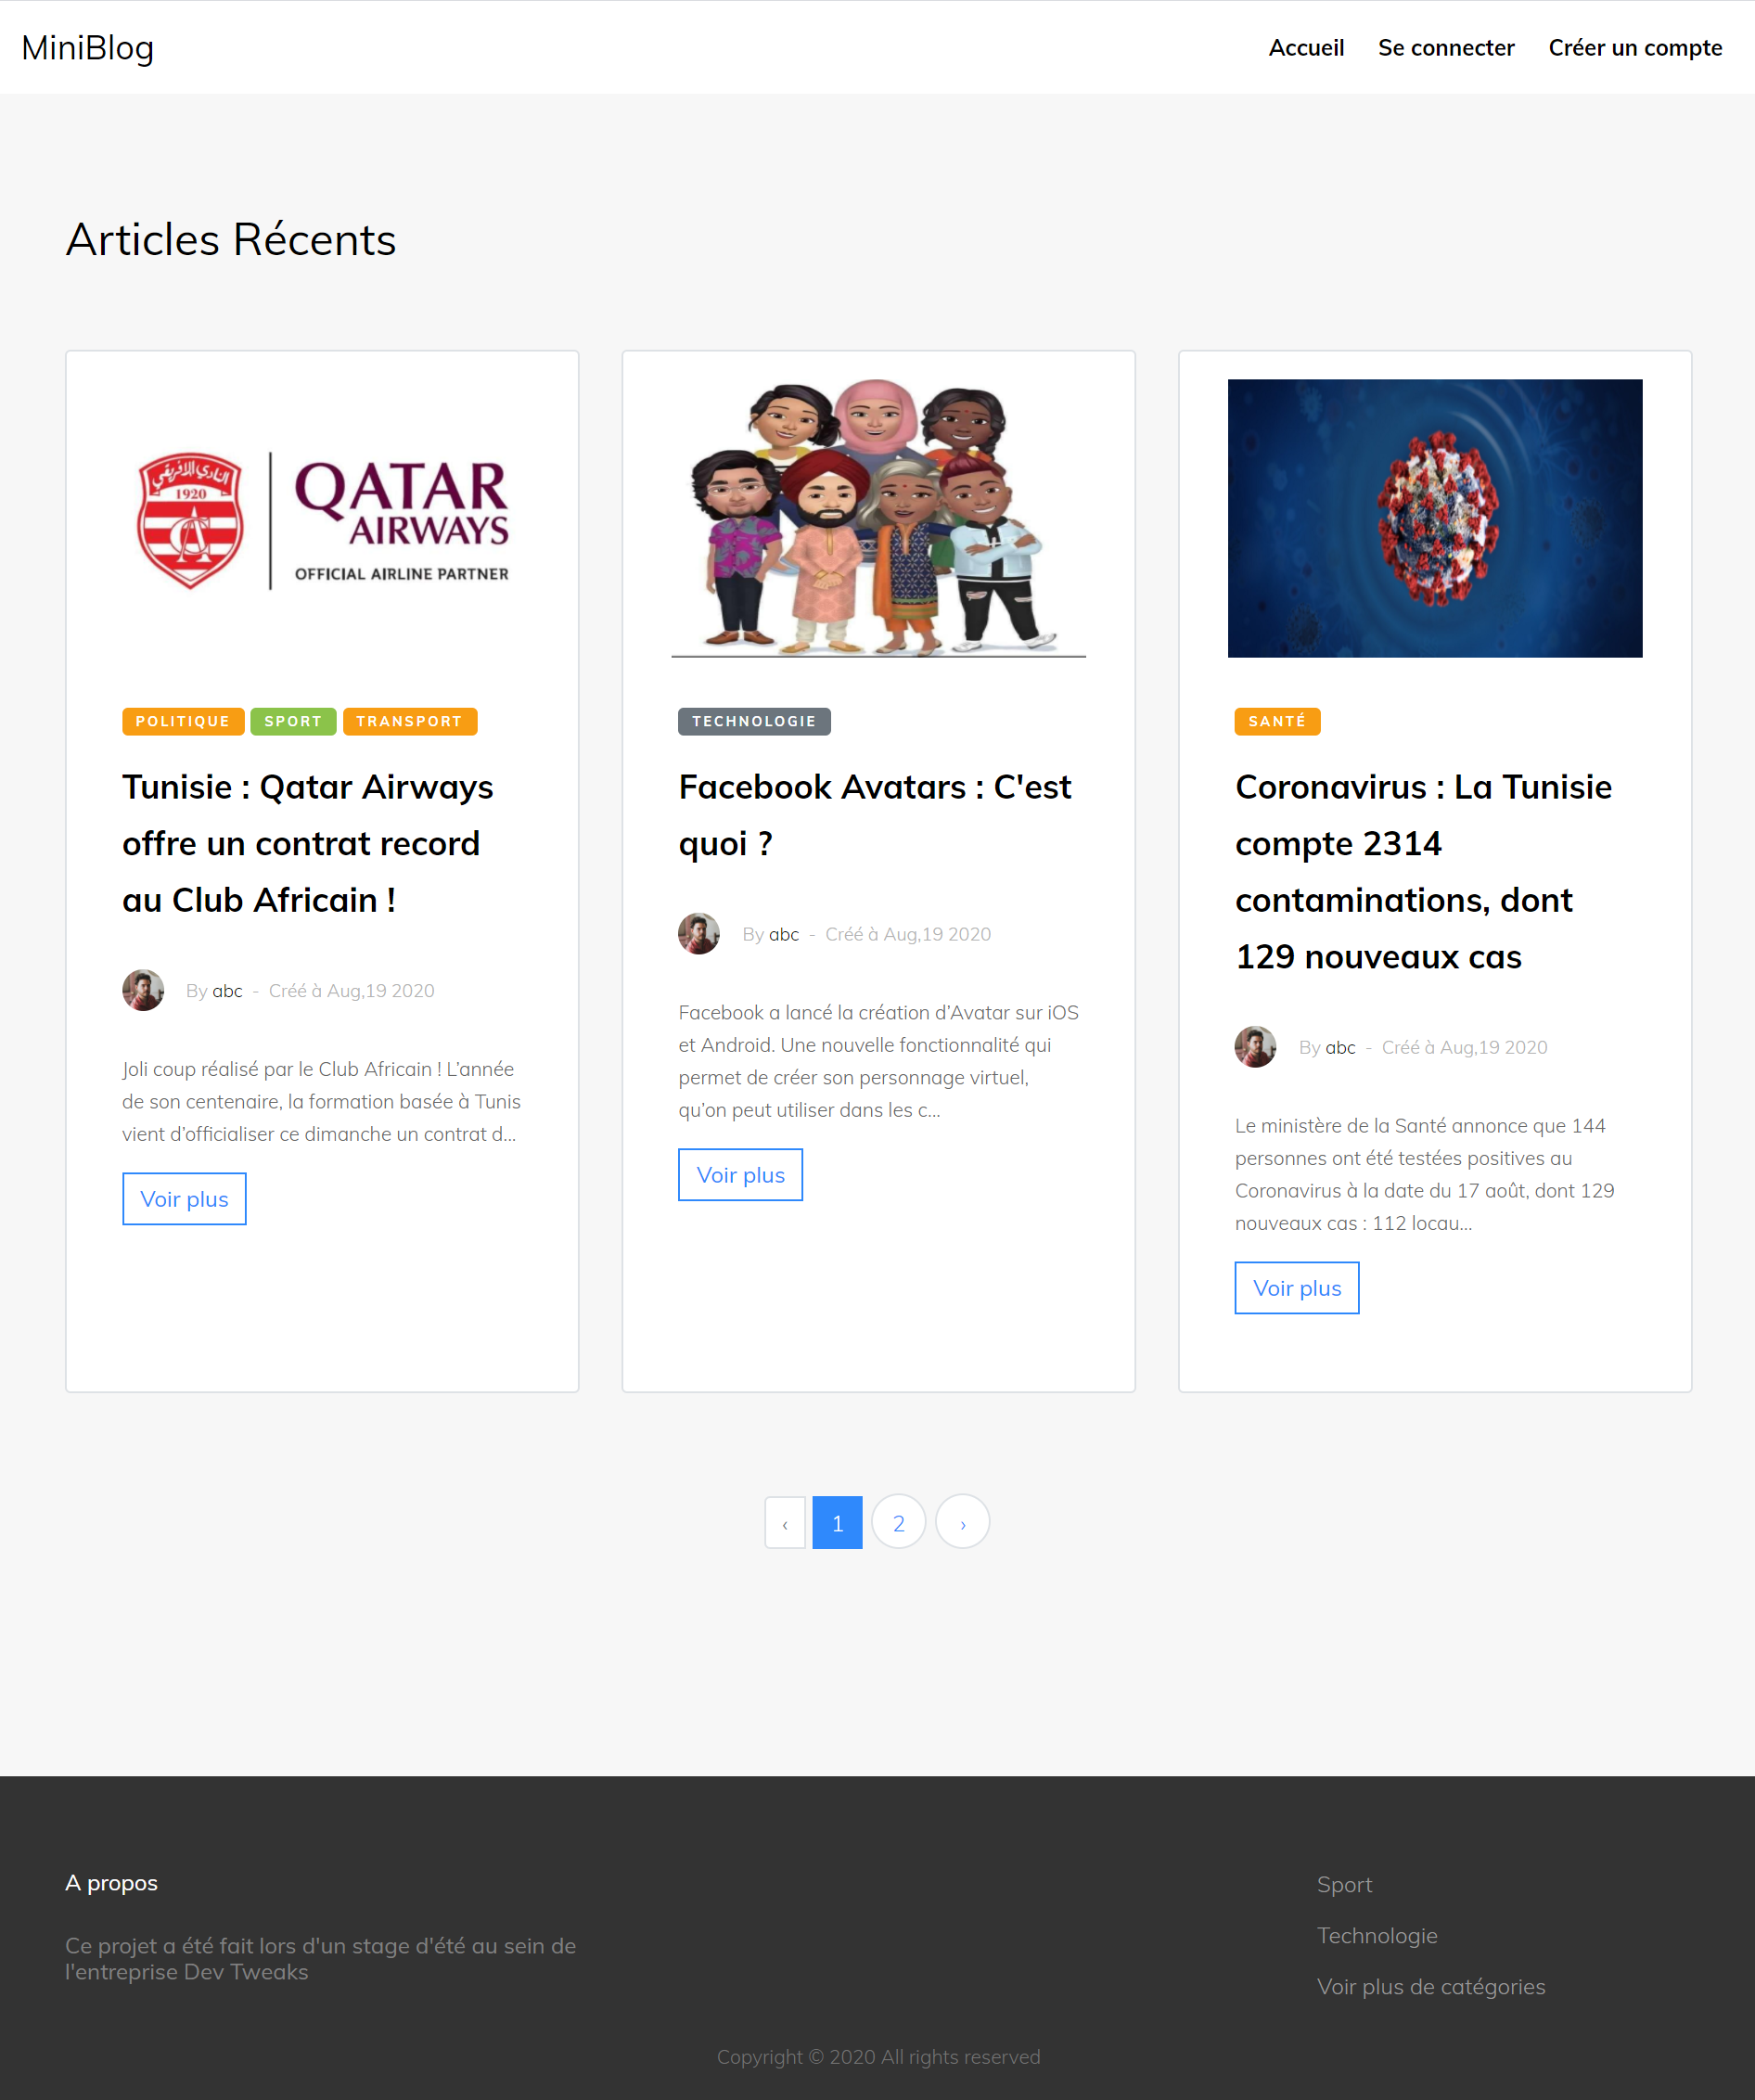 MiniBlog
Accueil Se connecter Créer un compte
Articles Récents
النادي الافريقي
1920
CA
QATAR
AIRWAYS
OFFICIAL AIRLINE PARTNER
POLITIQUE SPORT TRANSPORT
Tunisie : Qatar Airways
offre un contrat record
au Club Africain !
By abc - Créé à Aug,19 2020
Joli coup réalisé par le Club Africain ! L’année
de son centenaire, la formation basée à Tunis
vient d’officialiser ce dimanche un contrat d...
Voir plus
TECHNOLOGIE
Facebook Avatars : C'est
quoi ?
By abc - Créé à Aug,19 2020
Facebook a lancé la création d’Avatar sur iOS
et Android. Une nouvelle fonctionnalité qui
permet de créer son personnage virtuel,
qu’on peut utiliser dans les c...
Voir plus
SANTÉ
Coronavirus : La Tunisie
compte 2314
contaminations, dont
129 nouveaux cas
By abc - Créé à Aug,19 2020
Le ministère de la Santé annonce que 144
personnes ont été testées positives au
Coronavirus à la date du 17 août, dont 129
nouveaux cas : 112 locau...
Voir plus
‹ 1 2 ›
A propos
Ce projet a été fait lors d'un stage d'été au sein de
l'entreprise Dev Tweaks
Sport
Technologie
Voir plus de catégories
Copyright © 2020 All rights reserved